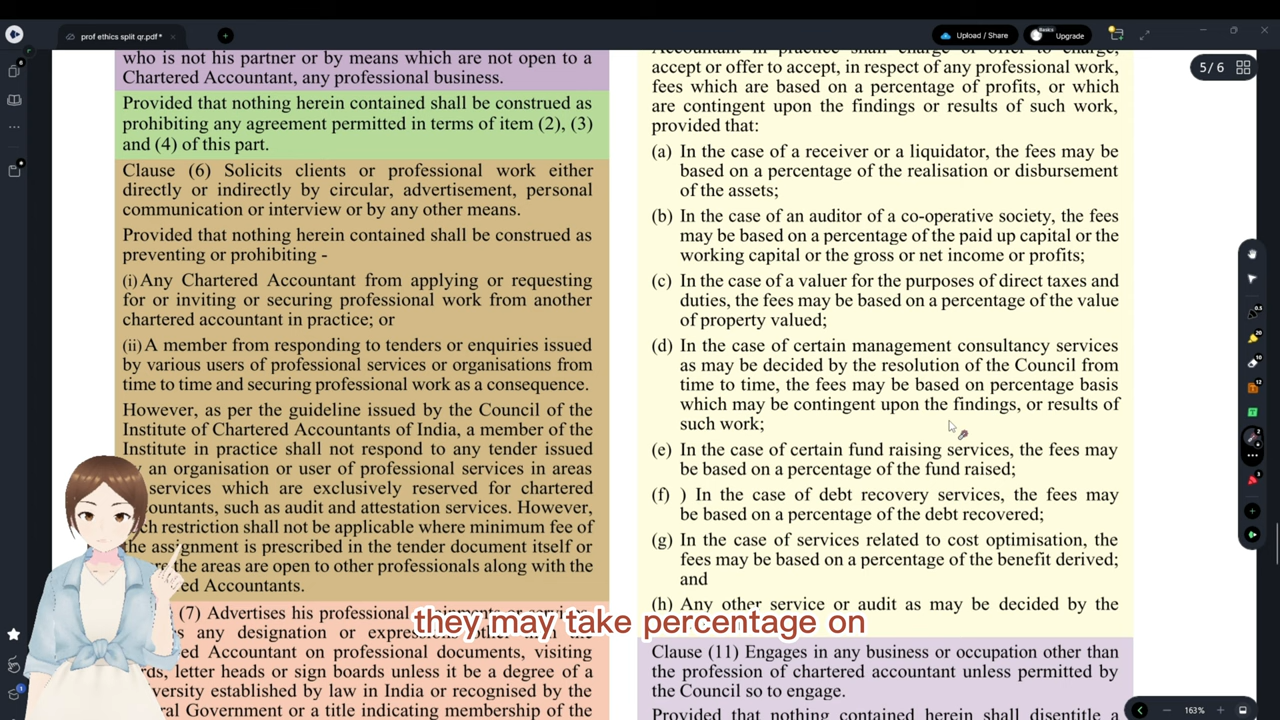 prof ethics split qr.pdf*
Upload / Share
Basics
Upgrade
5/6
who is not his partner or by means which are not open to a
Chartered Accountant, any professional business.
Provided that nothing herein contained shall be construed as
prohibiting any agreement permitted in terms of item (2), (3)
and (4) of this part.
Clause (6) Solicits clients or professional work either
directly or indirectly by circular, advertisement, personal
communication or interview or by any other means.
Provided that nothing herein contained shall be construed as
preventing or prohibiting -
(i) Any Chartered Accountant from applying or requesting
for or inviting or securing professional work from another
chartered accountant in practice; or
(ii) A member from responding to tenders or enquiries issued
by various users of professional services or organisations from
time to time and securing professional work as a consequence.
However, as per the guideline issued by the Council of the
Institute of Chartered Accountants of India, a member of the
Institute in practice shall not respond to any tender issued
an organisation or user of professional services in areas
services which are exclusively reserved for chartered
ountants, such as audit and attestation services. However,
ch restriction shall not be applicable where minimum fee of
the assignment is prescribed in the tender document itself or
the areas are open to other professionals along with the
ed Accountants.
(7) Advertises his professional
any designation or
ed Accountant on professional documents, visiting
rds, letter heads or sign boards unless it be a degree of a
versity established by law in India or recognised by the
ral Government or a title indicating membership of the
Accountant in practice shall charge or offer to charge,
accept or offer to accept, in respect of any professional work,
fees which are based on a percentage of profits, or which
are contingent upon the findings or results of such work,
provided that:
(a) In the case of a receiver or a liquidator, the fees may be
based on a percentage of the realisation or disbursement
of the assets;
(b) In the case of an auditor of a co-operative society, the fees
may be based on a percentage of the paid up capital or the
working capital or the gross or net income or profits;
(c) In the case of a valuer for the purposes of direct taxes and
duties, the fees may be based on a percentage of the value
of property valued;
(d) In the case of certain management consultancy services
as may be decided by the resolution of the Council from
time to time, the fees may be based on percentage basis
which may be contingent upon the findings, or results of
such work;
(e) In the case of certain fund raising services, the fees may
be based on a percentage of the fund raised;
(f) ) In the case of debt recovery services, the fees may
be based on a percentage of the debt recovered;
(g) In the case of services related to cost optimisation, the
fees may be based on a percentage of the benefit derived;
and
(h) Any other service or audit as may be decided by the
Clause (11) Engages in any business or occupation other than
the profession of chartered accountant unless permitted by
the Council so to engage.
Provided that nothing contained herein shall disentitle a
they may take percentage on
163%